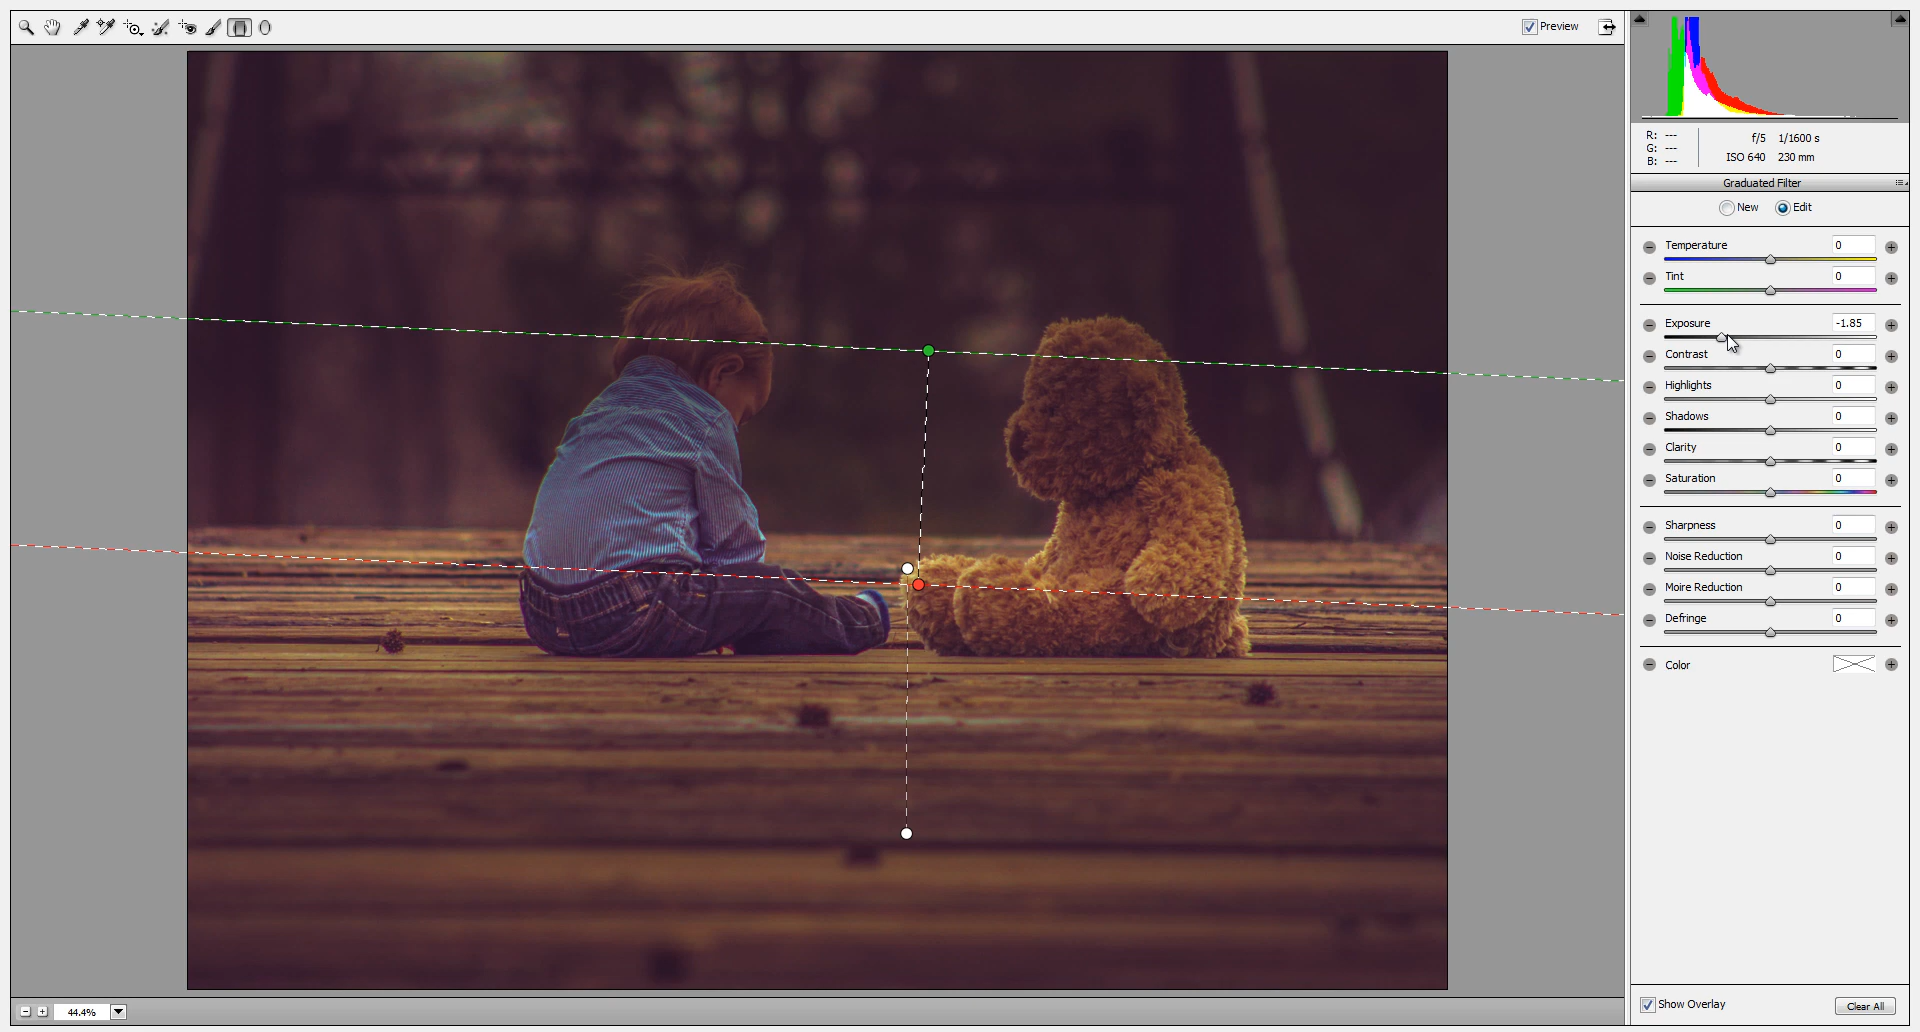 Preview
R: ---
G: ---
B: ---
f/5 1/1600 s
ISO 640 230 mm
Graduated Filter
New Edit
Temperature 0
Tint 0
Exposure -1.85
Contrast 0
Highlights 0
Shadows 0
Clarity 0
Saturation 0
Sharpness 0
Noise Reduction 0
Moire Reduction 0
Defringe 0
Color
44.4%
Show Overlay
Clear All